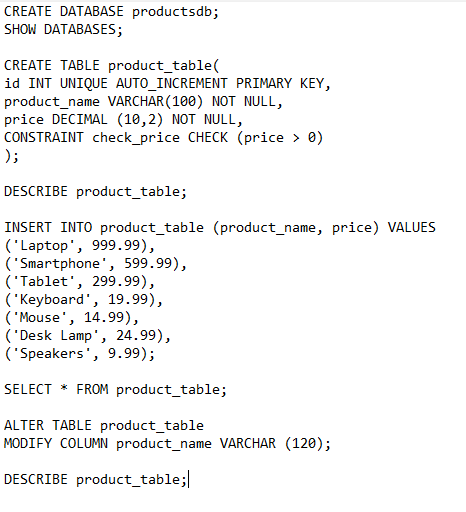 CREATE DATABASE productsdb;
SHOW DATABASES;
CREATE TABLE product_table(
id INT UNIQUE AUTO_INCREMENT PRIMARY KEY,
product_name VARCHAR(100) NOT NULL,
price DECIMAL (10,2) NOT NULL,
CONSTRAINT check_price CHECK (price > 0)
);
DESCRIBE product_table;
INSERT INTO product_table (product_name, price) VALUES
('Laptop', 999.99),
('Smartphone', 599.99),
('Tablet', 299.99),
('Keyboard', 19.99),
('Mouse', 14.99),
('Desk Lamp', 24.99),
('Speakers', 9.99);
SELECT * FROM product_table;
ALTER TABLE product_table
MODIFY COLUMN product_name VARCHAR (120);
DESCRIBE product_table;